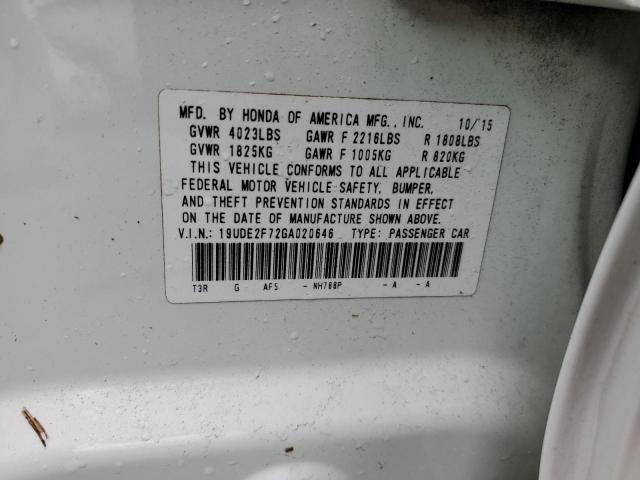 MFD. BY HONDA OF AMERICA MFG., INC. 10/15
GVWR 4023LBS GAWR F 2216LBS R 1808LBS
GVWR 1825KG GAWR F 1005KG R 820KG
THIS VEHICLE CONFORMS TO ALL APPLICABLE
FEDERAL MOTOR VEHICLE SAFETY, BUMPER,
AND THEFT PREVENTION STANDARDS IN EFFECT
ON THE DATE OF MANUFACTURE SHOWN ABOVE.
V.I.N.: 19UDE2F72GA020646 TYPE: PASSENGER CAR
T3R G AF5 - NH788P - A - A